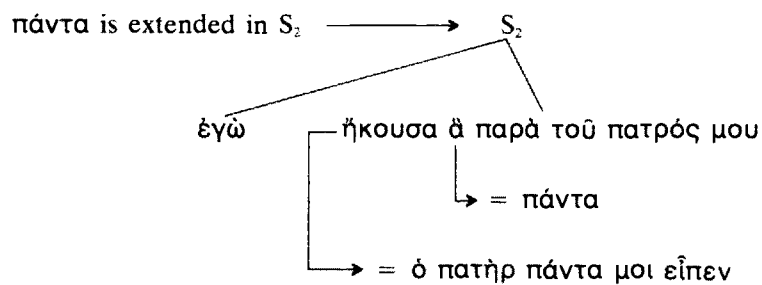 πάντα is extended in S₂ ⟶ S₂
ἐγὼ ἤκουσα ἃ παρὰ τοῦ πατρός μου
= πάντα
= ὁ πατὴρ πάντα μοι εἶπεν